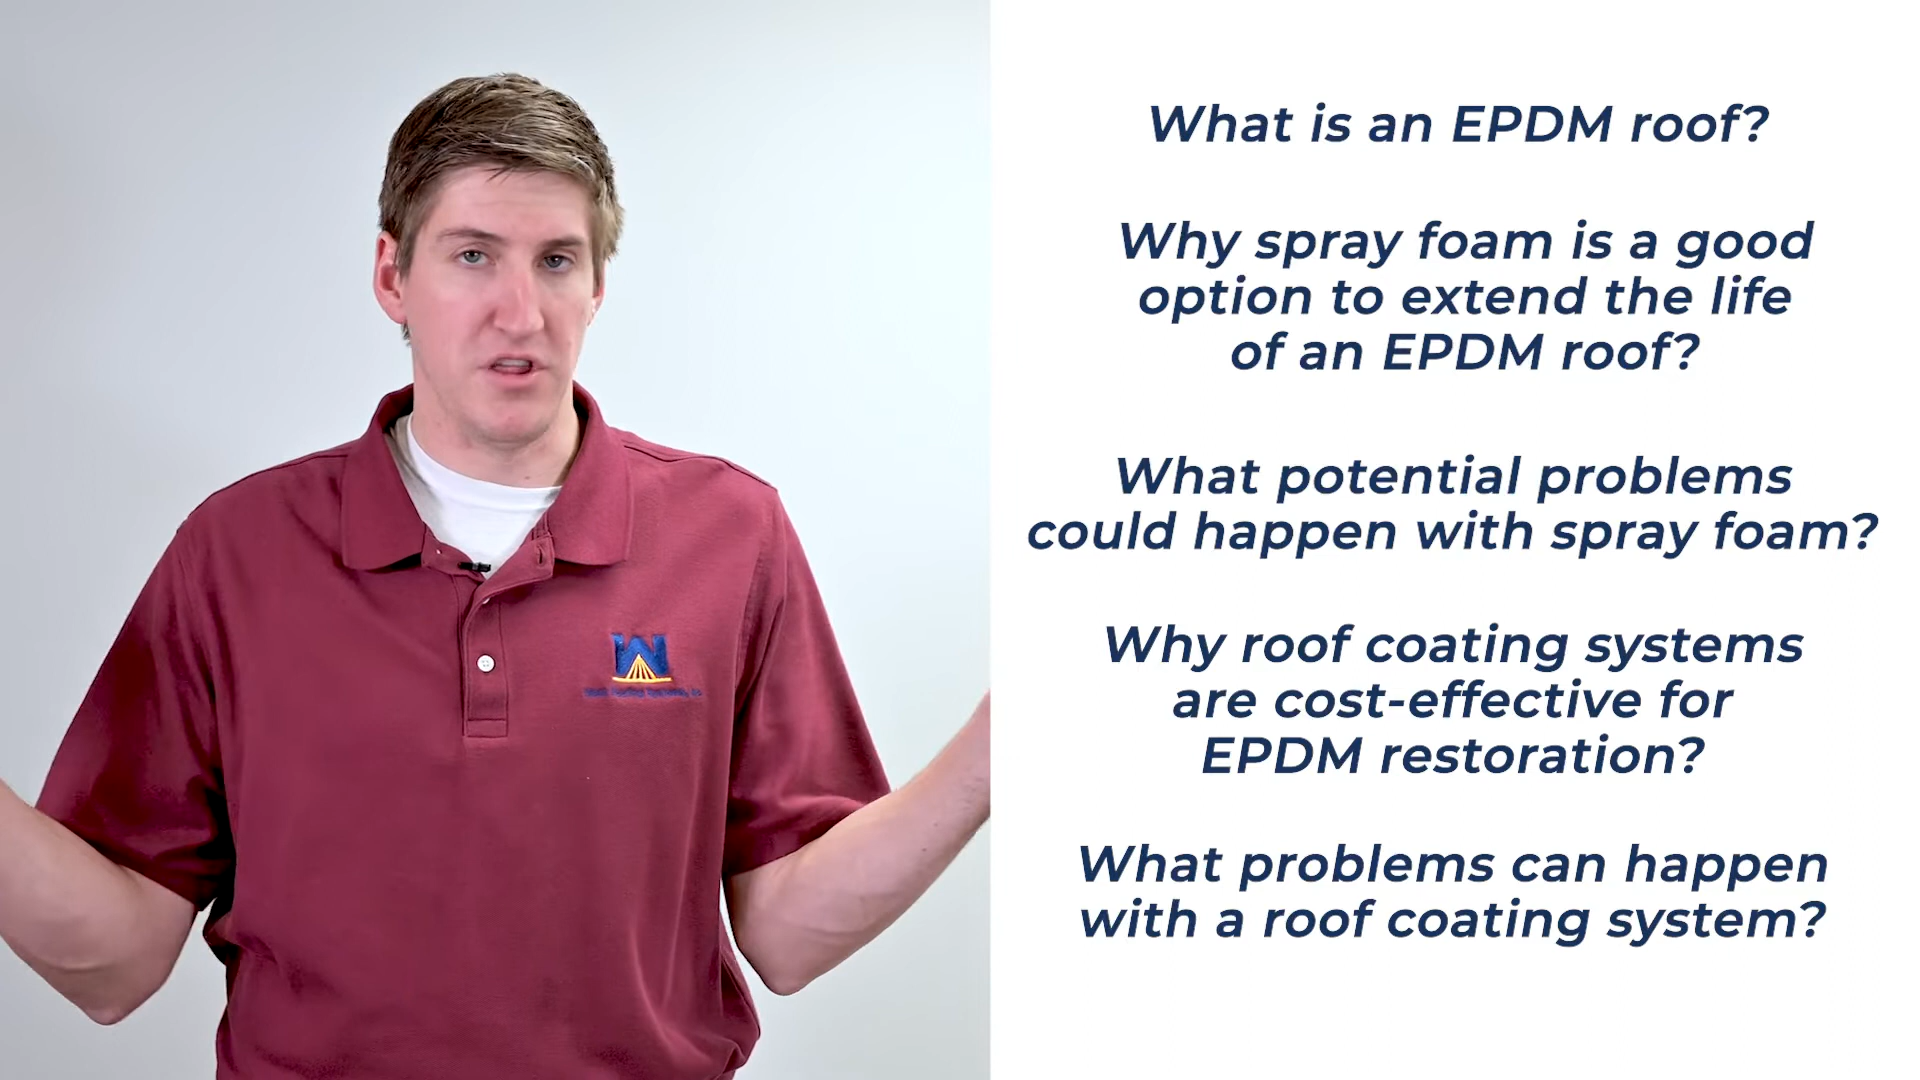 What is an EPDM roof?
Why spray foam is a good
option to extend the life
of an EPDM roof?
What potential problems
could happen with spray foam?
Why roof coating systems
are cost-effective for
EPDM restoration?
What problems can happen
with a roof coating system?
W